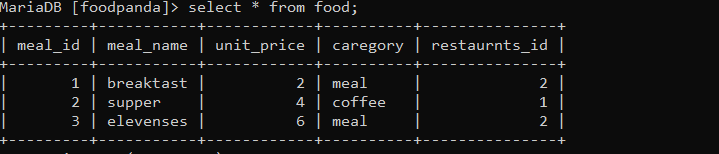 MariaDB [foodpanda]> select * from food;
+---------+-----------+------------+----------+---------------+
| meal_id | meal_name | unit_price | caregory | restaurnts_id |
+---------+-----------+------------+----------+---------------+
|       1 | breaktast |          2 | meal     |             2 |
|       2 | supper    |          4 | coffee   |             1 |
|       3 | elevenses |          6 | meal     |             2 |
+---------+-----------+------------+----------+---------------+